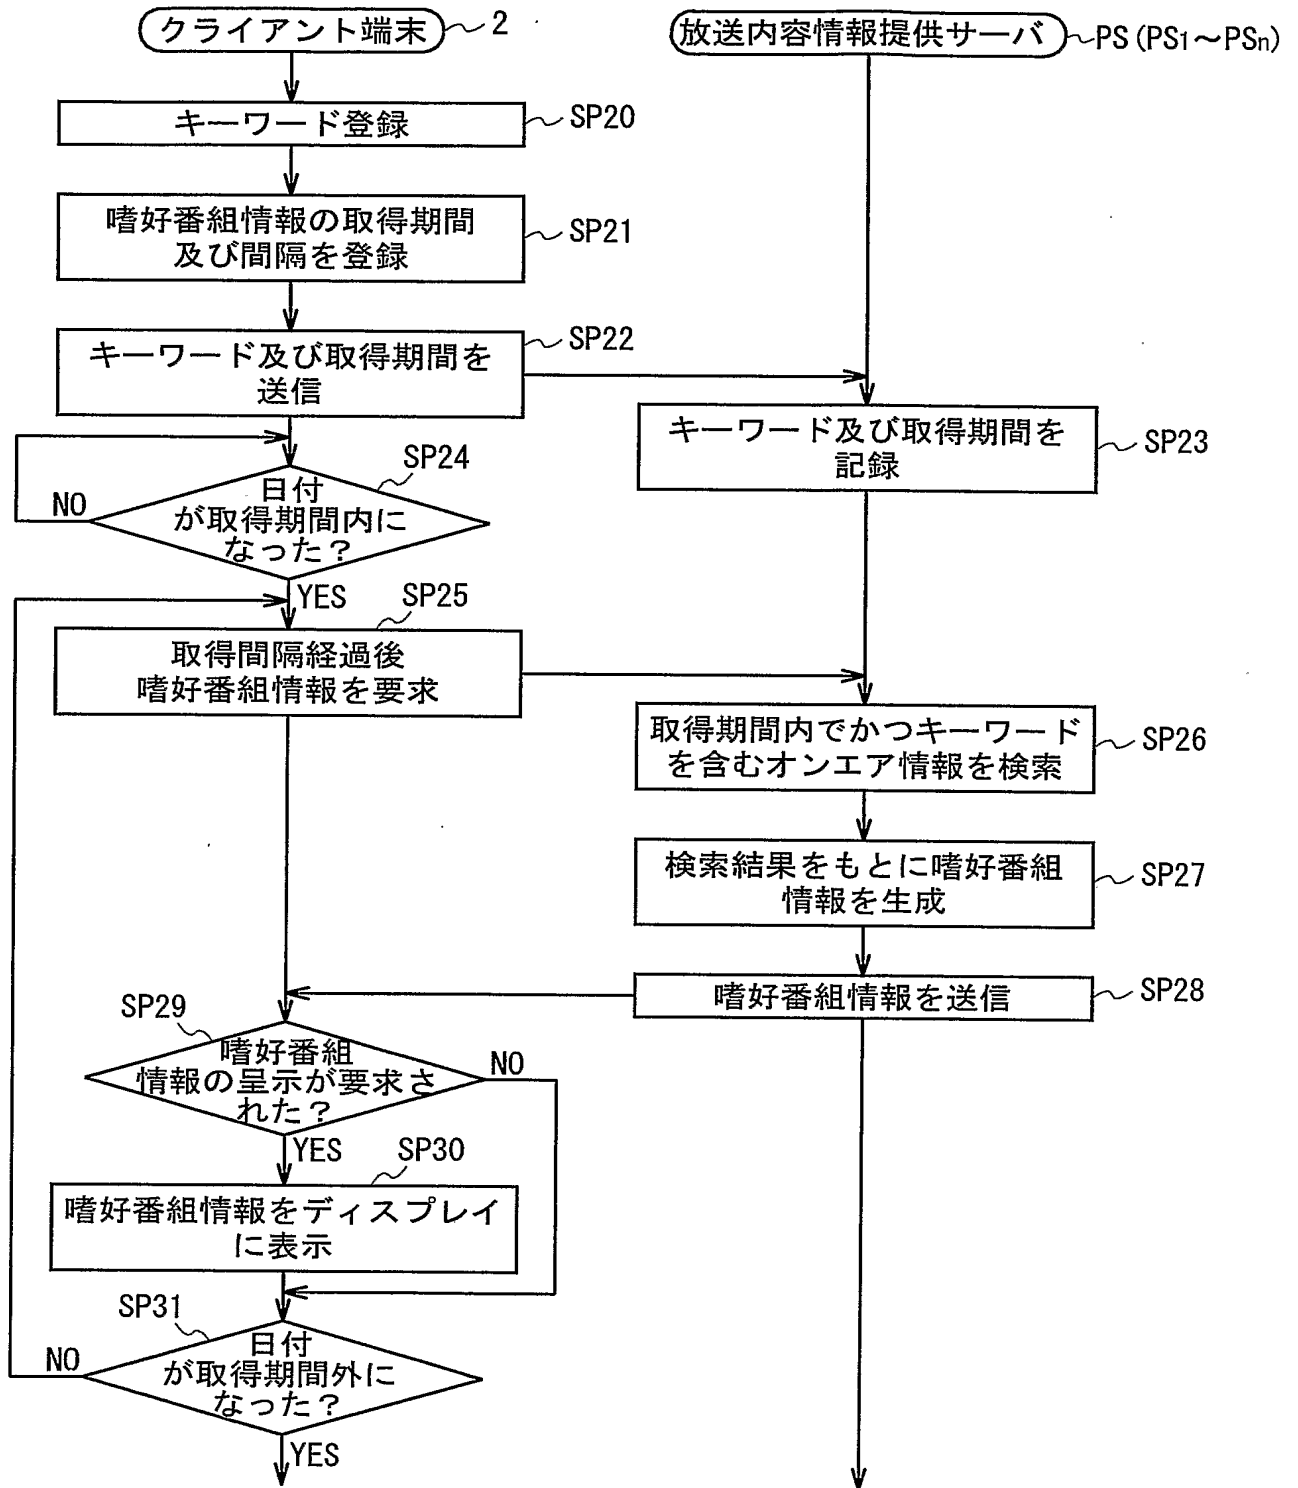 クライアント端末
2
放送内容情報提供サーバ
PS(PS1～PSn)
キーワード登録
SP20
嗜好番組情報の取得期間
及び間隔を登録
SP21
キーワード及び取得期間を
送信
SP22
キーワード及び取得期間を
記録
SP23
SP24
日付
が取得期間内に
なった？
NO
YES
SP25
取得間隔経過後
嗜好番組情報を要求
取得期間内でかつキーワード
を含むオンエア情報を検索
SP26
検索結果をもとに嗜好番組
情報を生成
SP27
嗜好番組情報を送信
SP28
SP29
嗜好番組
情報の呈示が要求さ
れた？
NO
YES
SP30
嗜好番組情報をディスプレイ
に表示
SP31
日付
が取得期間外に
なった？
NO
YES